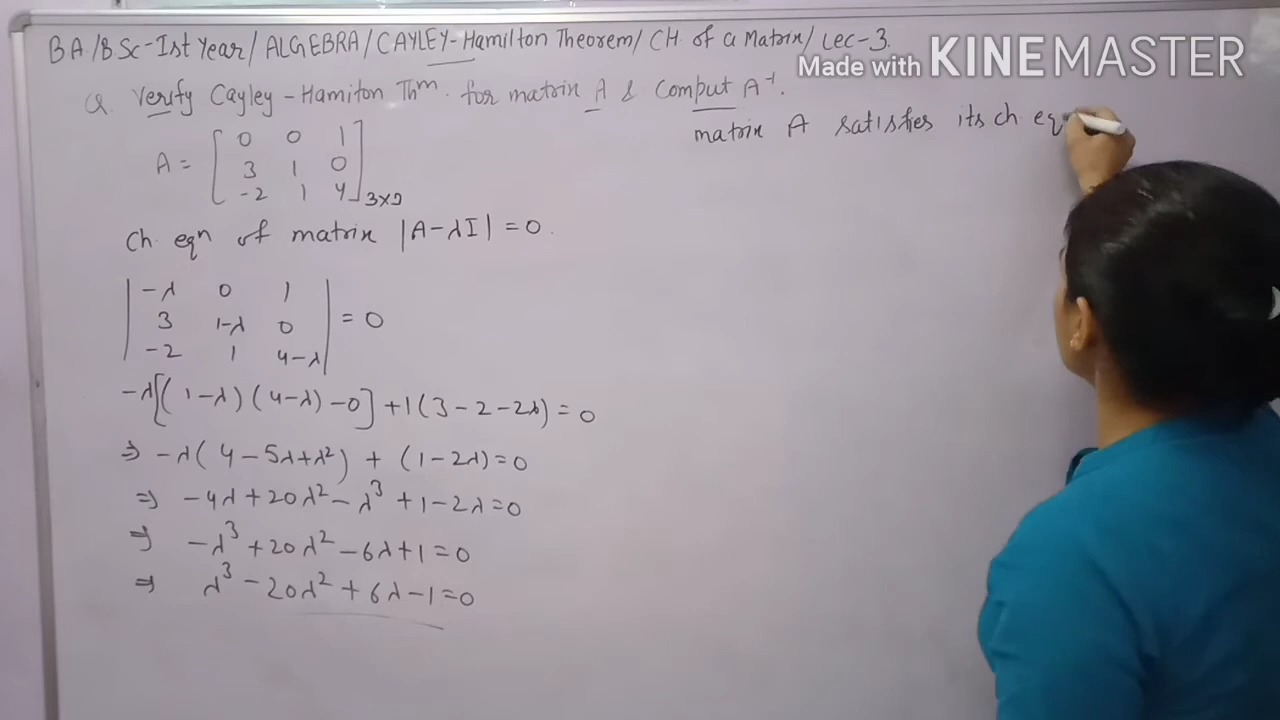 BA/BSc-Ist Year/ALGEBRA/CAYLEY-Hamilton Theorem/CH. of a Matrix/Lec-3.
Made with KINEMASTER
Q. Verify Cayley-Hamiton Thm. for matrix A & Comput A⁻¹.
A = [ 0 0 1
3 1 0
-2 1 4 ]3×3
Ch. eqn of matrix |A-λI| = 0.
| -λ 0 1
3 1-λ 0
-2 1 4-λ | = 0
-λ[(1-λ)(4-λ)-0] + 1(3-2-2λ) = 0
⇒ -λ(4-5λ+λ²) + (1-2λ) = 0
⇒ -4λ+20λ²-λ³+1-2λ=0
⇒ -λ³+20λ²-6λ+1=0
⇒ λ³-20λ²+6λ-1=0
matrix A satisfies its ch eq